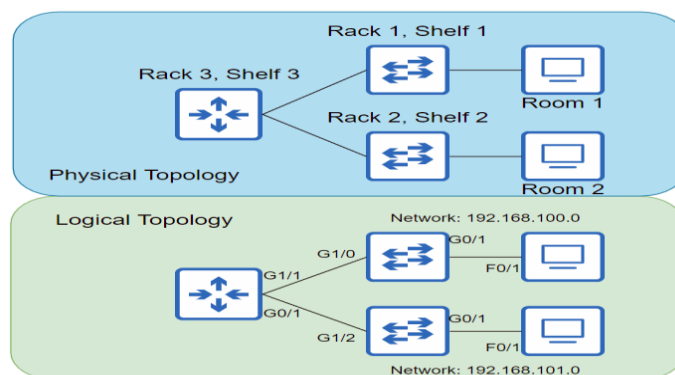 Rack 1, Shelf 1
Rack 3, Shelf 3
Room 1
Rack 2, Shelf 2
Physical Topology
Room 2
Logical Topology
Network: 192.168.100.0
G0/1
G1/0
F0/1
G1/1
G0/1
G0/1
G1/2
F0/1
Network: 192.168.101.0